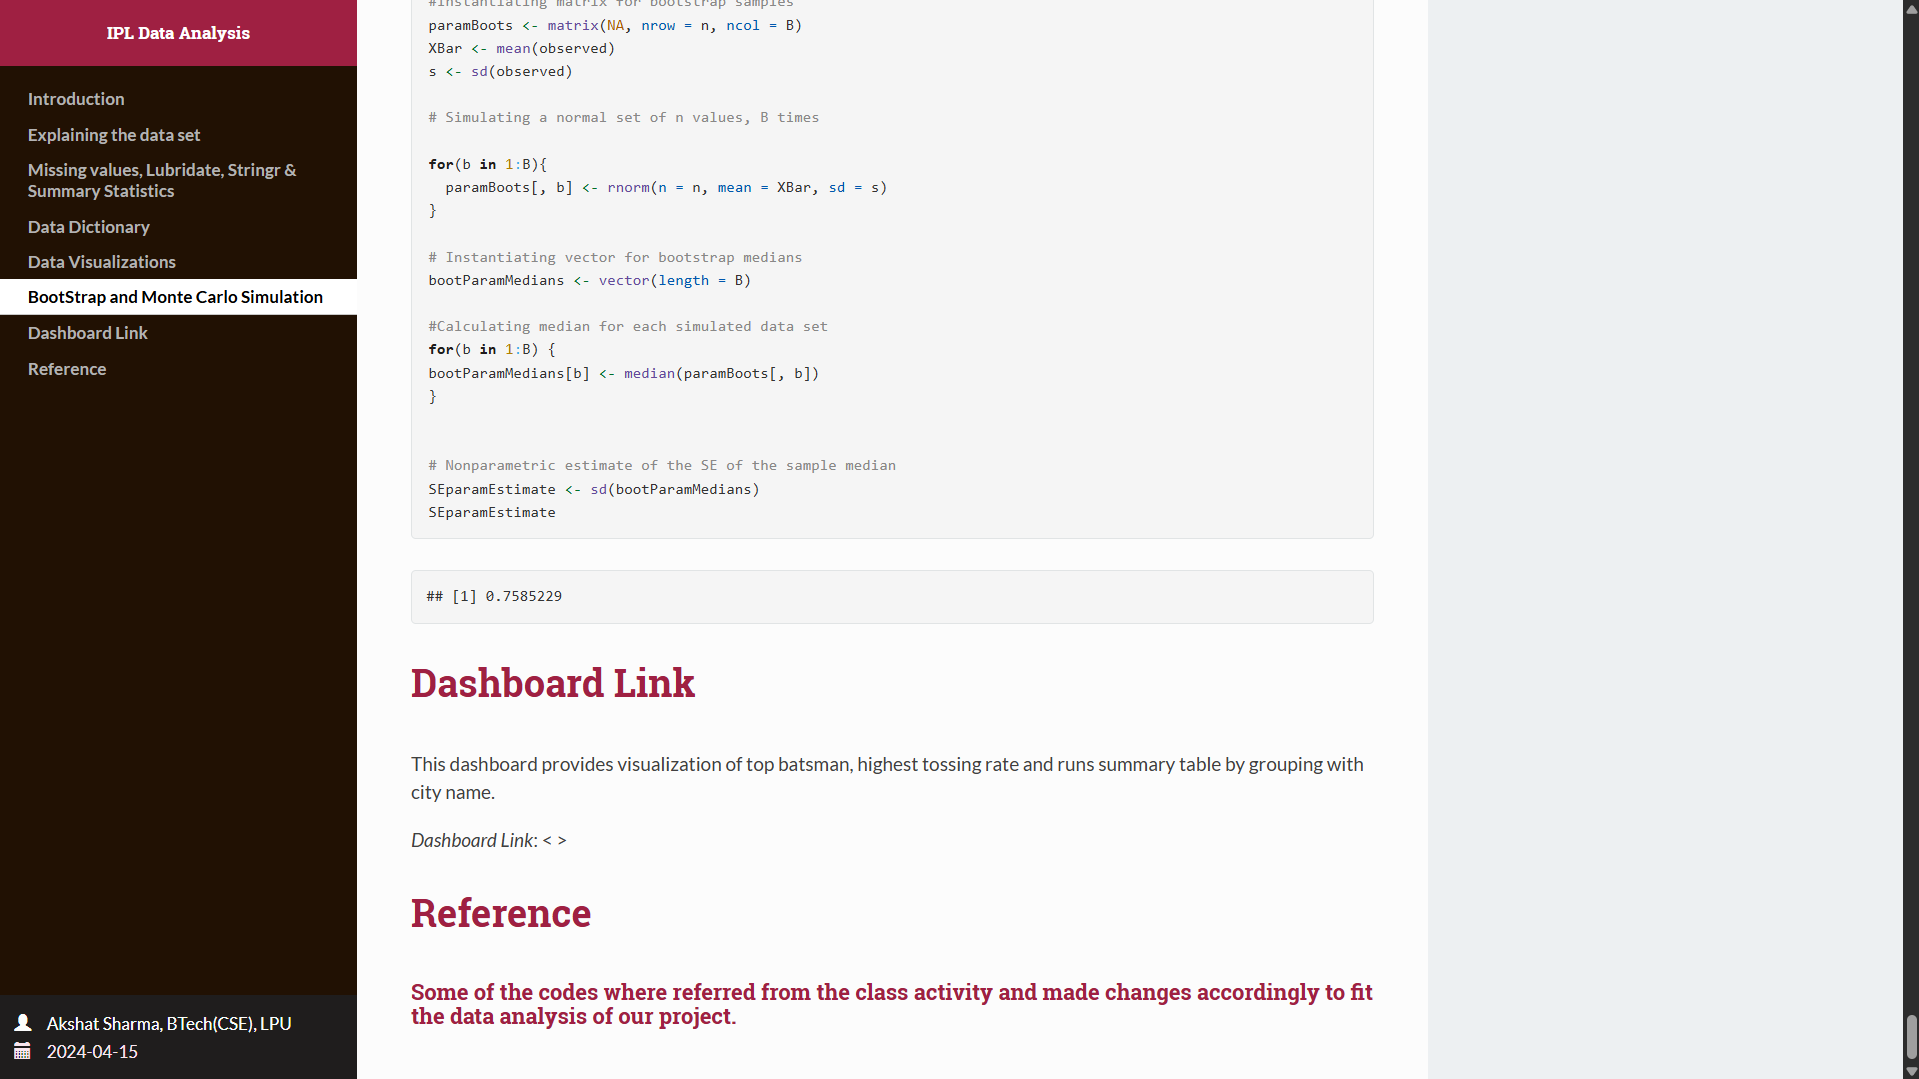 IPL Data Analysis
Introduction
Explaining the data set
Missing values, Lubridate, Stringr &
Summary Statistics
Data Dictionary
Data Visualizations
BootStrap and Monte Carlo Simulation
Dashboard Link
Reference
Akshat Sharma, BTech(CSE), LPU
2024-04-15
#Instantiating matrix for bootstrap samples
paramBoots <- matrix(NA, nrow = n, ncol = B)
XBar <- mean(observed)
s <- sd(observed)
# Simulating a normal set of n values, B times
for(b in 1:B){
paramBoots[, b] <- rnorm(n = n, mean = XBar, sd = s)
}
# Instantiating vector for bootstrap medians
bootParamMedians <- vector(length = B)
#Calculating median for each simulated data set
for(b in 1:B) {
bootParamMedians[b] <- median(paramBoots[, b])
}
# Nonparametric estimate of the SE of the sample median
SEparamEstimate <- sd(bootParamMedians)
SEparamEstimate
## [1] 0.7585229
Dashboard Link
This dashboard provides visualization of top batsman, highest tossing rate and runs summary table by grouping with
city name.
Dashboard Link: < >
Reference
Some of the codes where referred from the class activity and made changes accordingly to fit
the data analysis of our project.